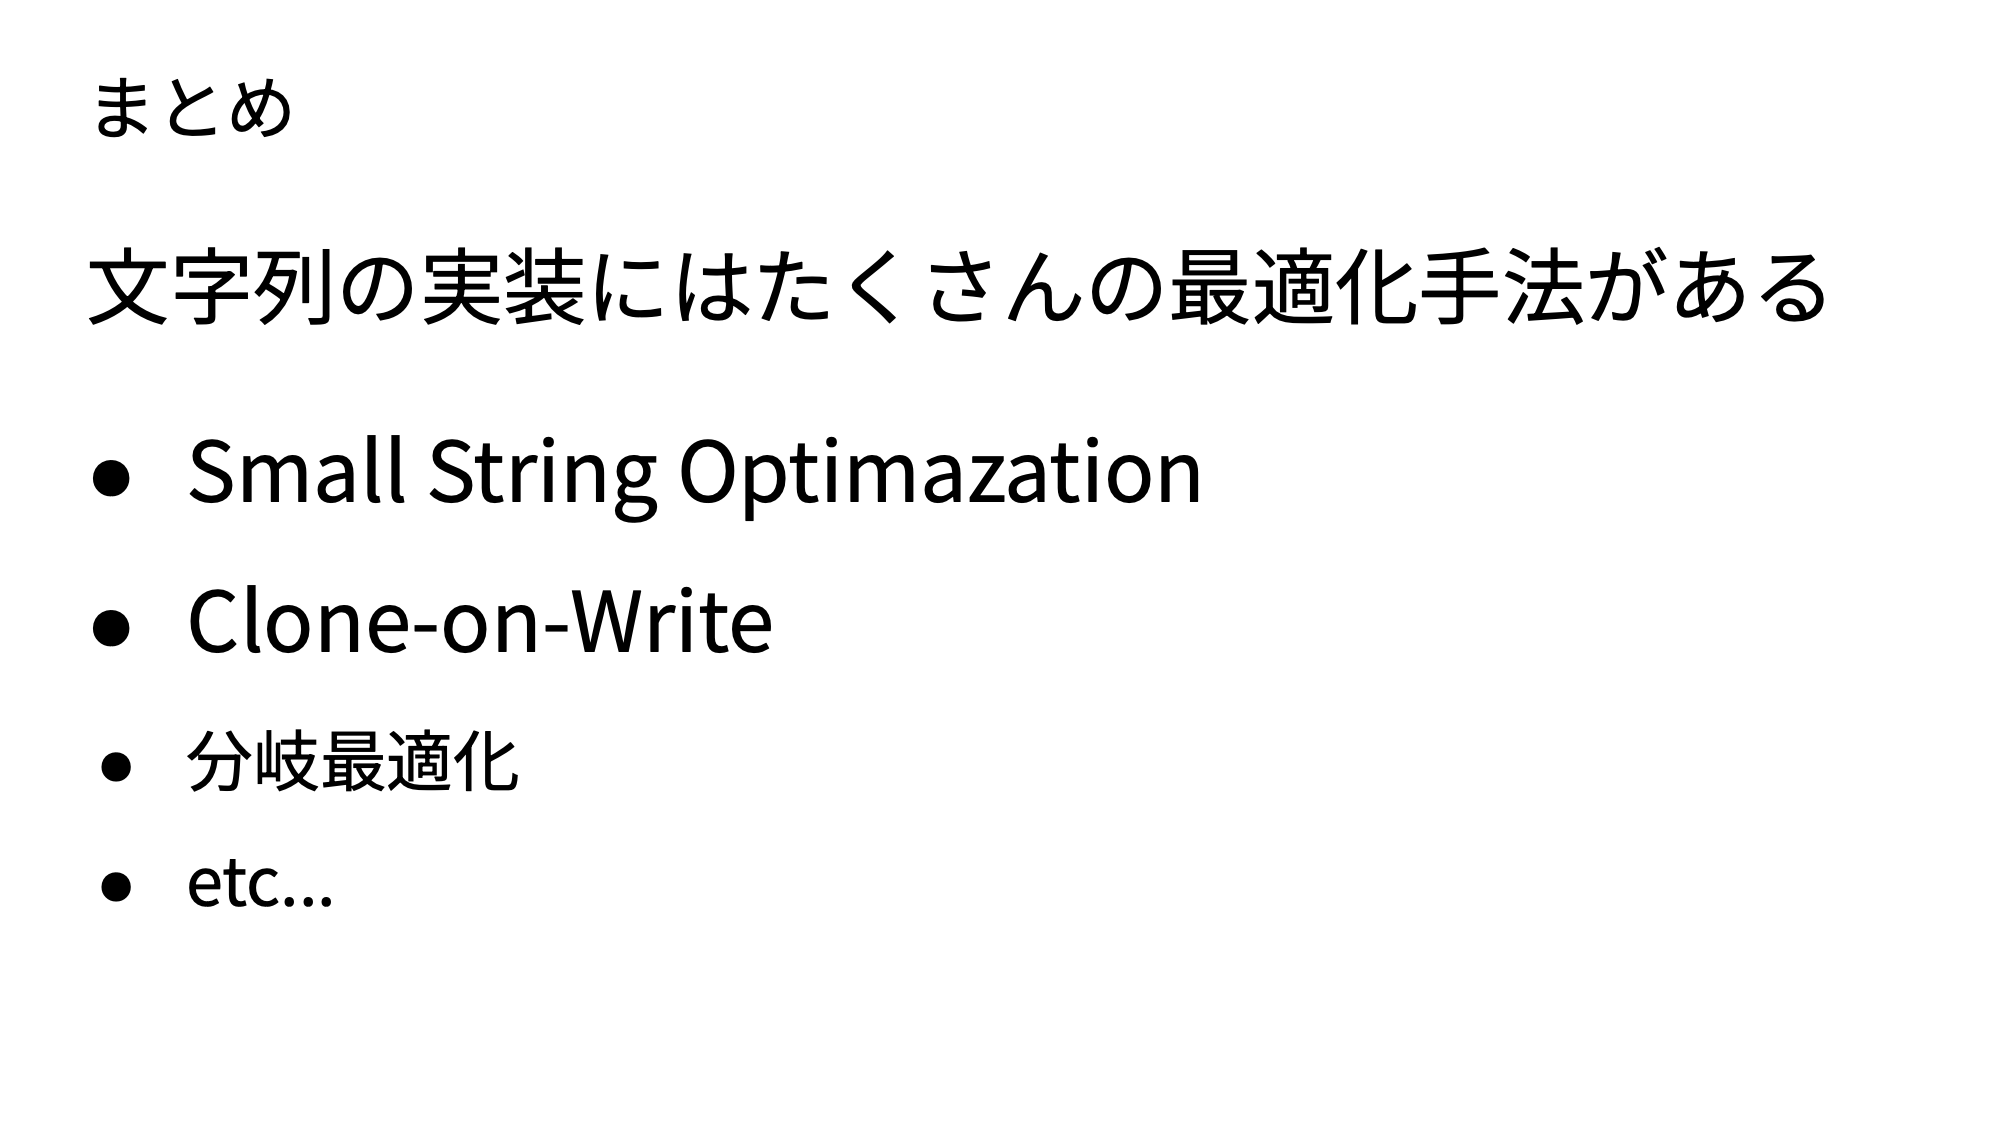 まとめ
文字列の実装にはたくさんの最適化手法がある
● Small String Optimazation
● Clone-on-Write
● 分岐最適化
● etc...